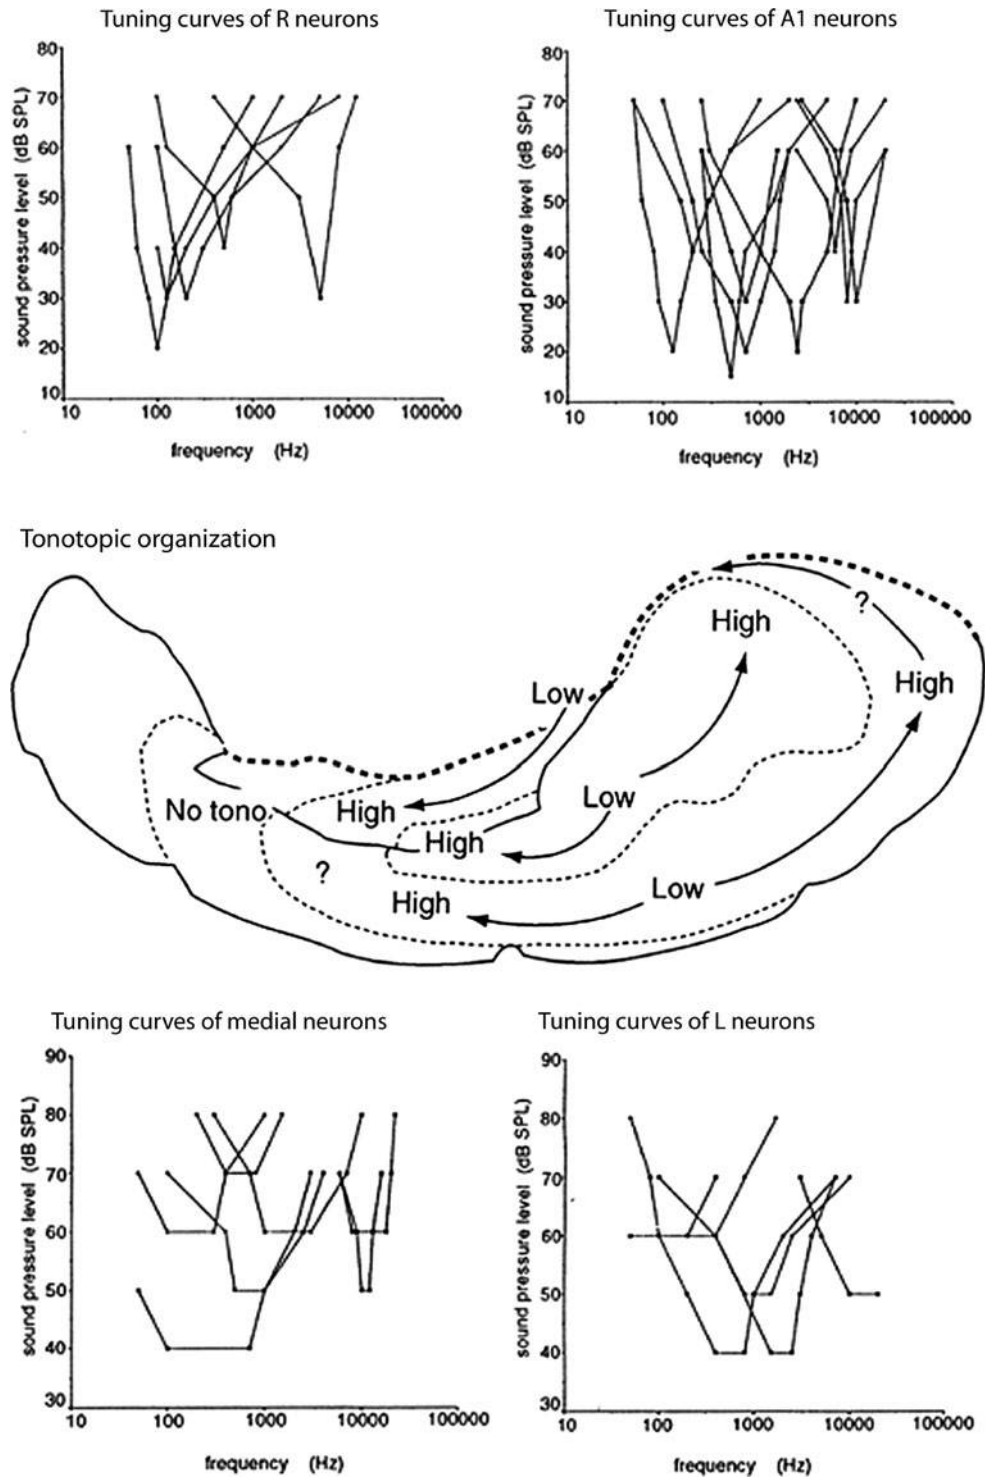 Tuning curves of R neurons
Tuning curves of A1 neurons
sound pressure level (dB SPL)
80
70
60
50
40
30
20
10
10 100 1000 10000 100000
frequency (Hz)
sound pressure level (dB SPL)
80
70
60
50
40
30
20
10
10 100 1000 10000 100000
frequency (Hz)
Tonotopic organization
?
High
High
Low
No tono
High
Low
High
?
Low
High
Tuning curves of medial neurons
Tuning curves of L neurons
sound pressure level (dB SPL)
90
80
70
60
50
40
30
10 100 1000 10000 100000
frequency (Hz)
sound pressure level (dB SPL)
90
80
70
60
50
40
30
10 100 1000 10000 100000
frequency (Hz)